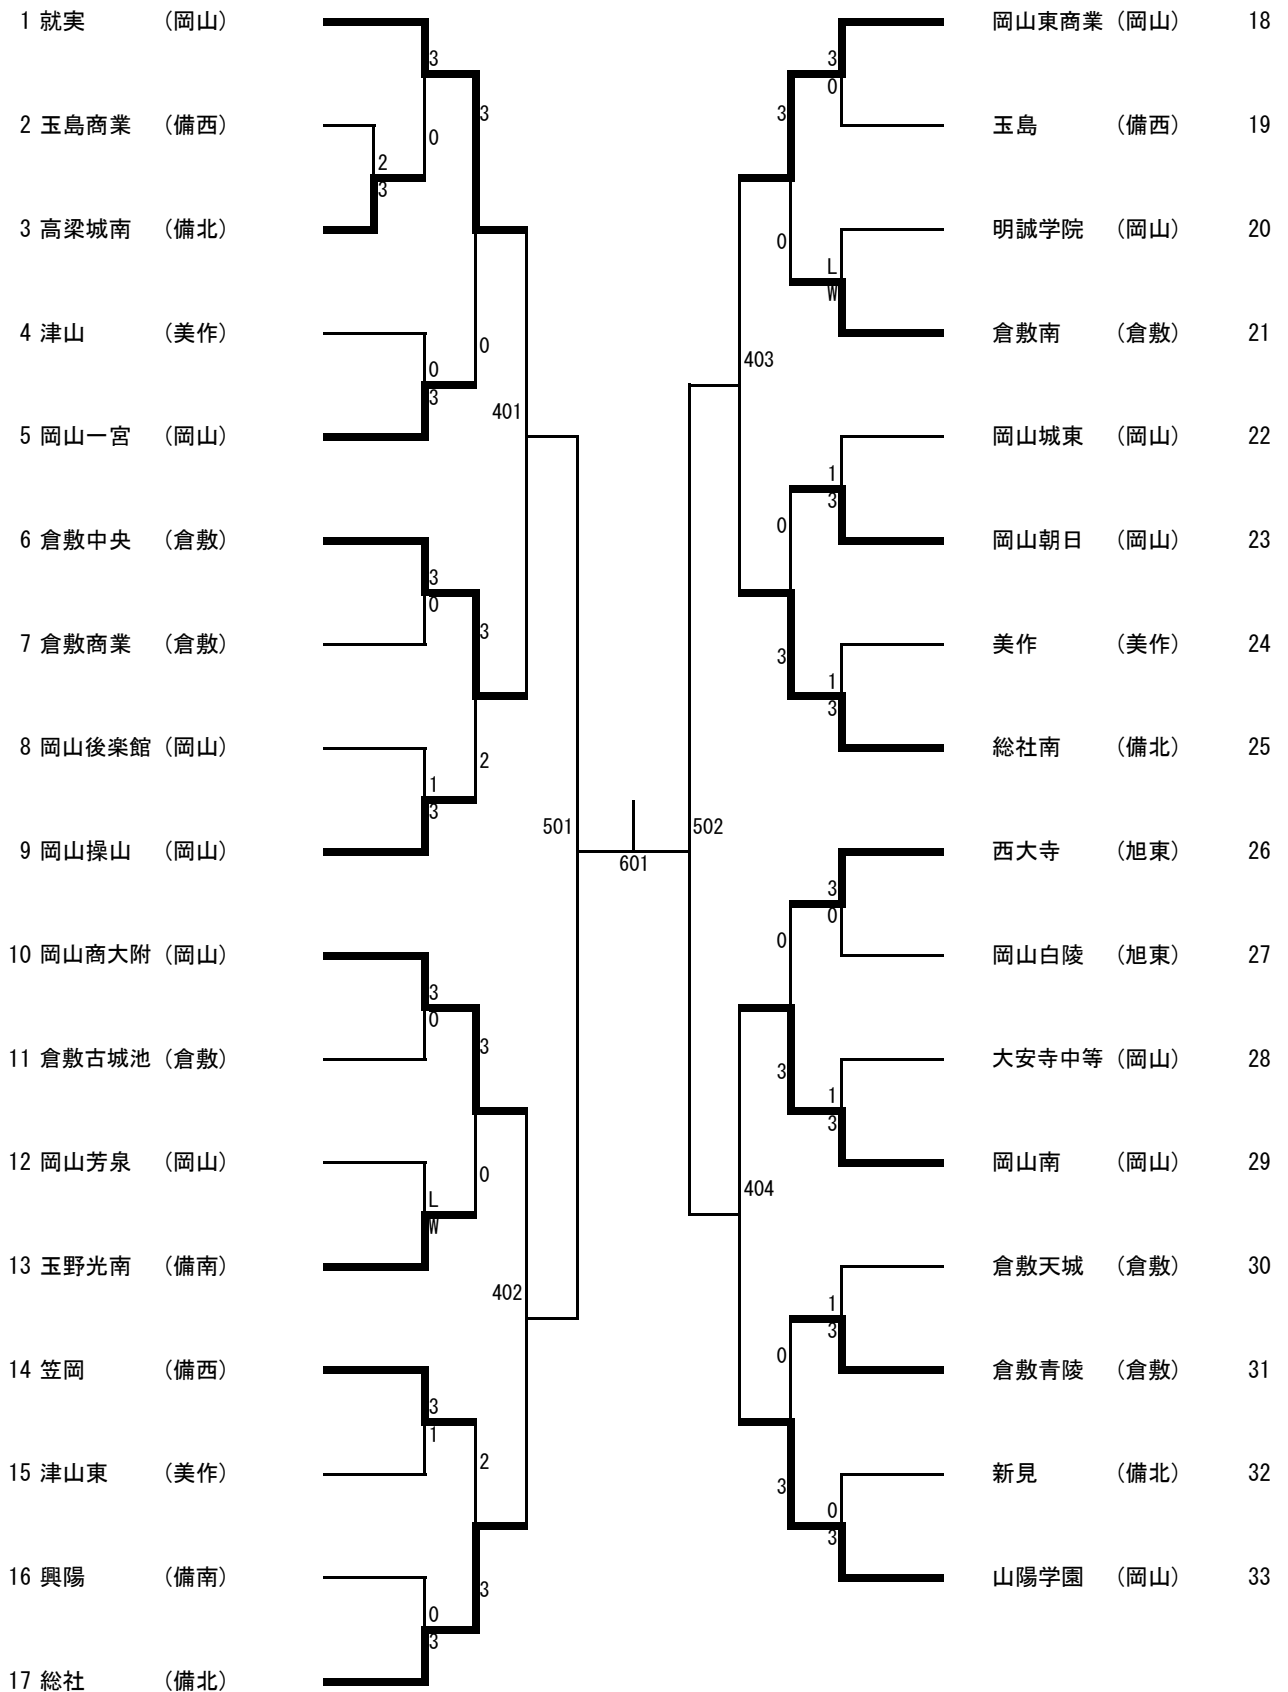 1 就実 (岡山)
3
0
3
2 玉島商業 (備西)
2
3
3 高梁城南 (備北)
4 津山 (美作)
0
3
0
5 岡山一宮 (岡山)
401
6 倉敷中央 (倉敷)
3
0
3
7 倉敷商業 (倉敷)
8 岡山後楽館 (岡山)
1
3
2
9 岡山操山 (岡山)
501
10 岡山商大附 (岡山)
3
0
3
11 倉敷古城池 (倉敷)
12 岡山芳泉 (岡山)
L
W
0
13 玉野光南 (備南)
402
14 笠岡 (備西)
3
1
2
15 津山東 (美作)
16 興陽 (備南)
0
3
3
17 総社 (備北)
601
岡山東商業 (岡山) 18
3
0
3
玉島 (備西) 19
明誠学院 (岡山) 20
0
L
W
倉敷南 (倉敷) 21
403
岡山城東 (岡山) 22
1
3
0
岡山朝日 (岡山) 23
美作 (美作) 24
3
1
3
総社南 (備北) 25
502
西大寺 (旭東) 26
3
0
0
岡山白陵 (旭東) 27
大安寺中等 (岡山) 28
3
1
3
岡山南 (岡山) 29
404
倉敷天城 (倉敷) 30
1
3
0
倉敷青陵 (倉敷) 31
新見 (備北) 32
3
0
3
山陽学園 (岡山) 33